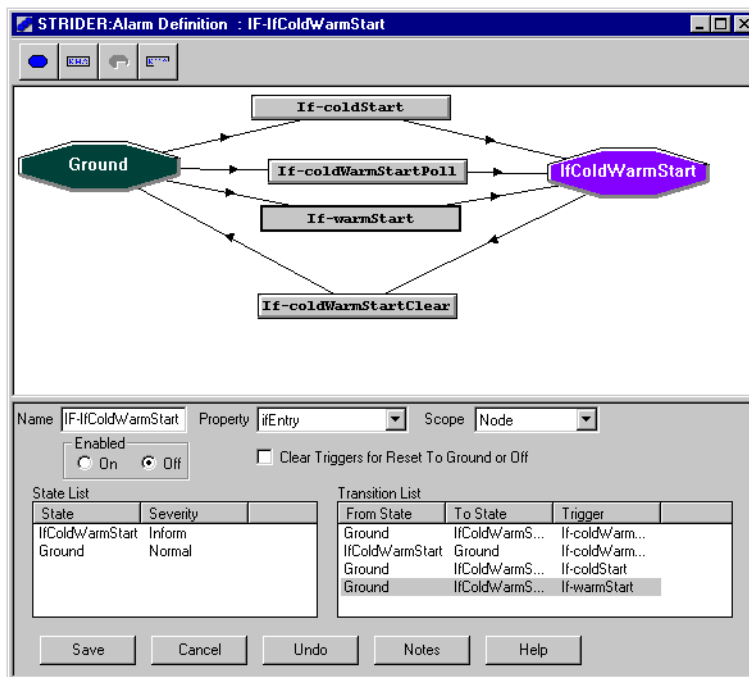 STRIDER:Alarm Definition : IF-IfColdWarmStart
If-coldStart
Ground
If-coldWarmStartPoll
IfColdWarmStart
If-warmStart
If-coldWarmStartClear
Name IF-IfColdWarmStart Property ifEntry Scope Node
Enabled
On Off Clear Triggers for Reset To Ground or Off
State List Transition List
State Severity From State To State Trigger
IfColdWarmStart Inform Ground IfColdWarmS... If-coldWarm...
Ground Normal IfColdWarmStart Ground If-coldWarm...
Ground IfColdWarmS... If-coldStart
Ground IfColdWarmS... If-warmStart
Save Cancel Undo Notes Help